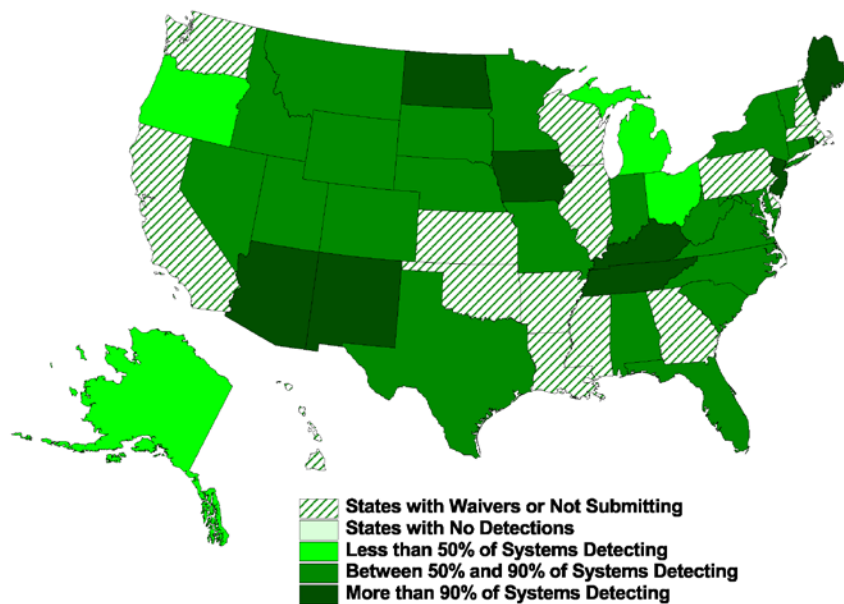 States with Waivers or Not Submitting
States with No Detections
Less than 50% of Systems Detecting
Between 50% and 90% of Systems Detecting
More than 90% of Systems Detecting